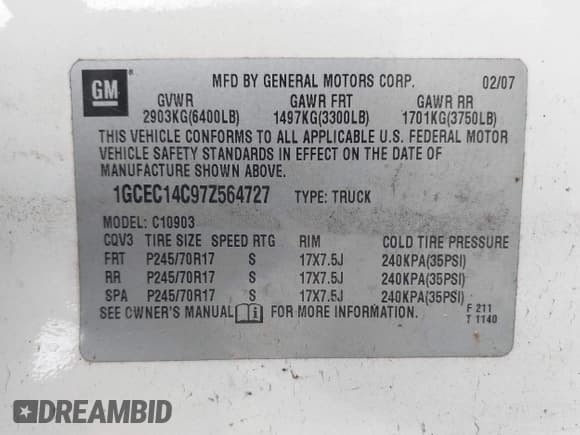 GM ® MFD BY GENERAL MOTORS CORP. 02/07
GVWR GAWR FRT GAWR RR
2903KG(6400LB) 1497KG(3300LB) 1701KG(3750LB)
THIS VEHICLE CONFORMS TO ALL APPLICABLE U.S. FEDERAL MOTOR
VEHICLE SAFETY STANDARDS IN EFFECT ON THE DATE OF
MANUFACTURE SHOWN ABOVE.
1GCEC14C97Z564727 TYPE: TRUCK
MODEL: C10903
CQV3 TIRE SIZE SPEED RTG RIM COLD TIRE PRESSURE
FRT P245/70R17 S 17X7.5J 240KPA(35PSI)
RR P245/70R17 S 17X7.5J 240KPA(35PSI)
SPA P245/70R17 S 17X7.5J 240KPA(35PSI)
SEE OWNER'S MANUAL i FOR MORE INFORMATION.
F 211
T 1140
DREAMBID